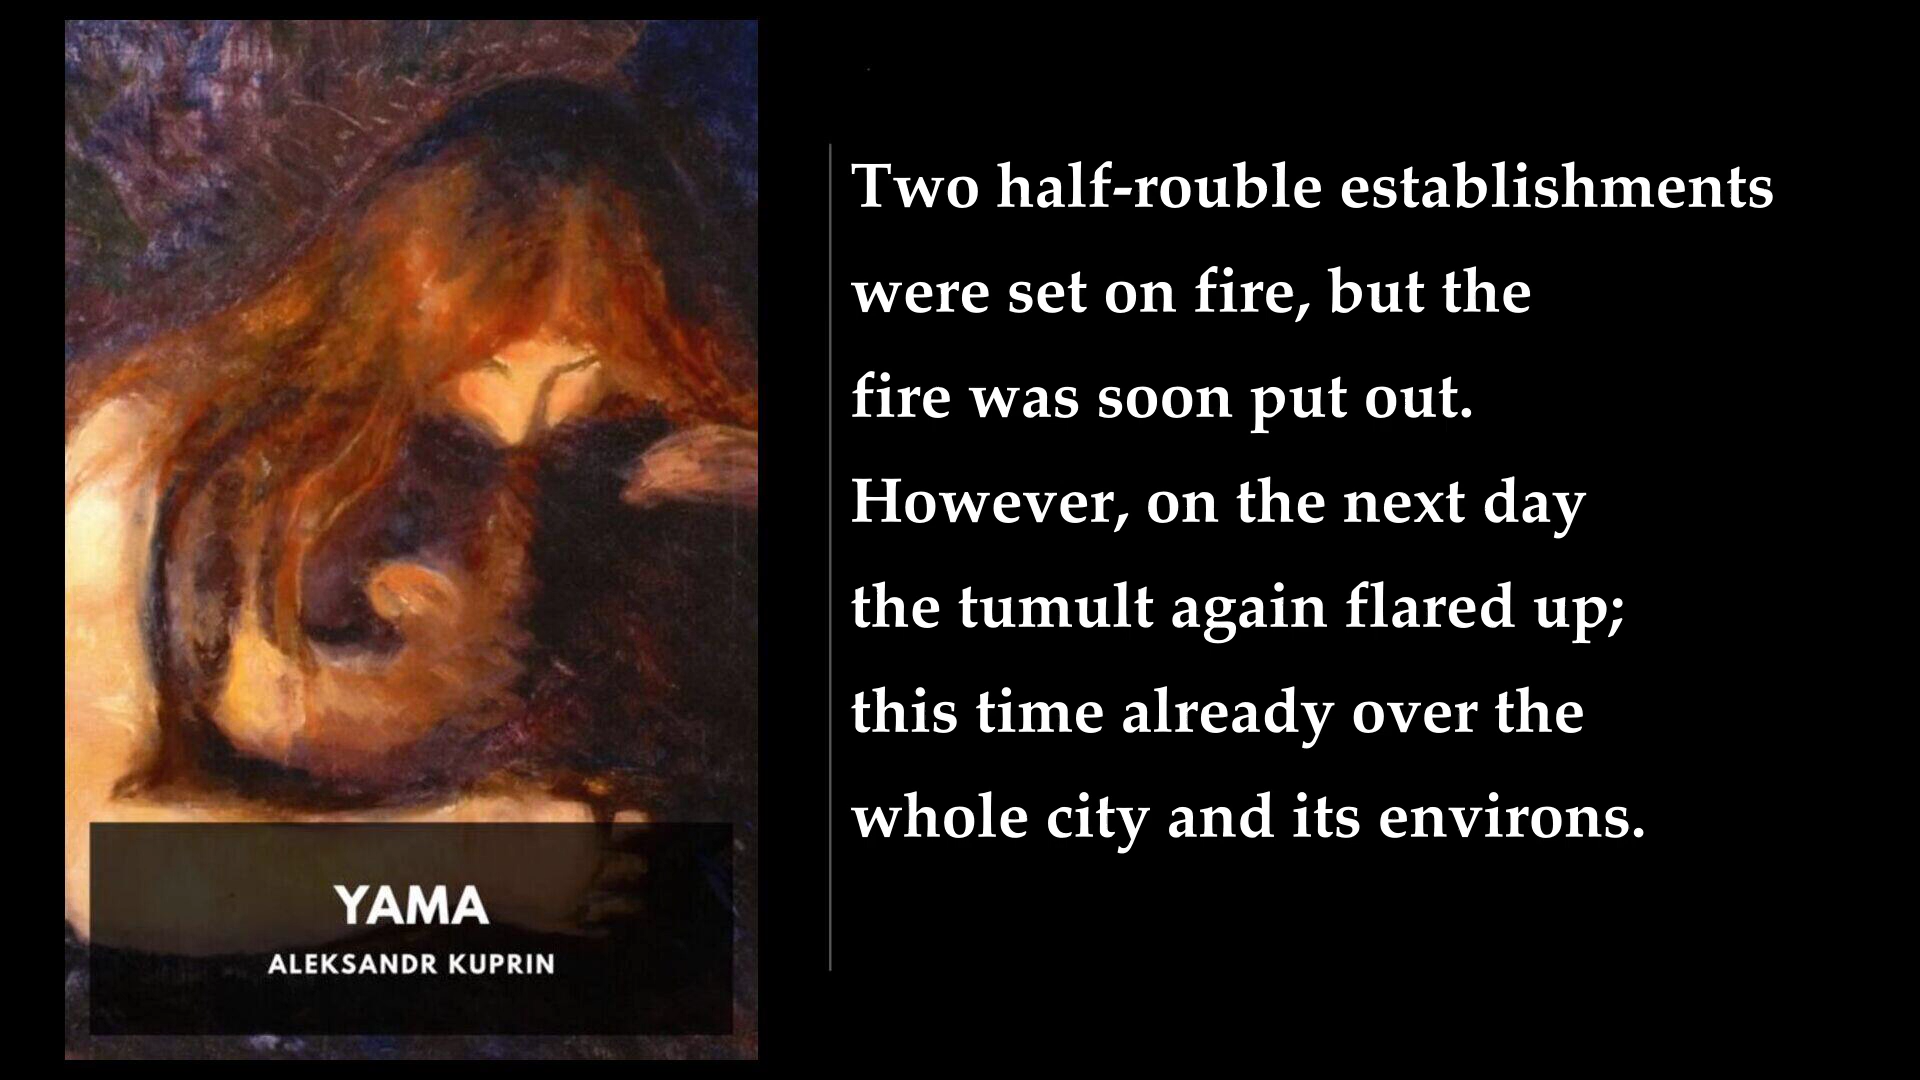 YAMA
ALEKSANDR KUPRIN
Two half-rouble establishments
were set on fire, but the
fire was soon put out.
However, on the next day
the tumult again flared up;
this time already over the
whole city and its environs.